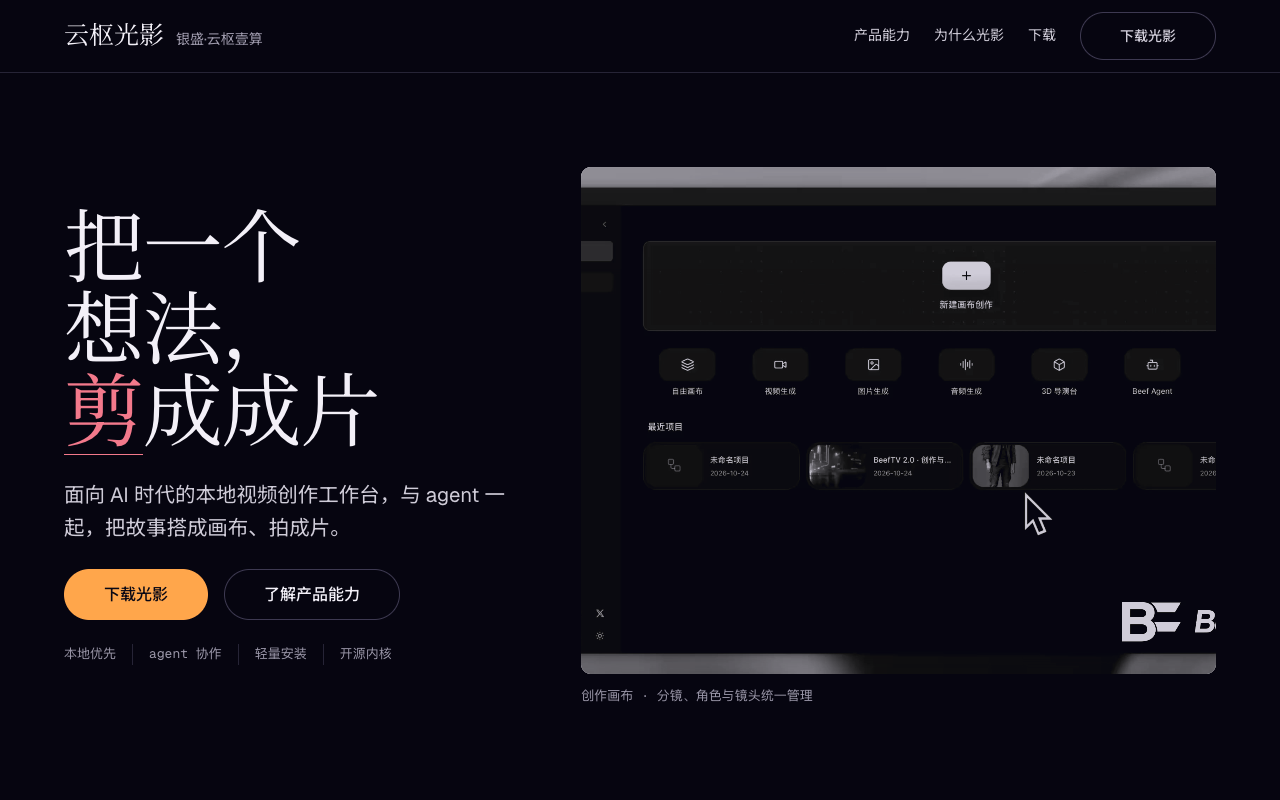 云枢光影 银盛·云枢壹算
产品能力 为什么光影 下载 下载光影
把一个
想法,
剪成成片
面向 AI 时代的本地视频创作工作台，与 agent 一
起，把故事搭成画布、拍成片。
下载光影 了解产品能力
本地优先 agent 协作 轻量安装 开源内核
新建画布创作
自由画布 视频生成 图片生成 音频生成 3D 导演台 Beef Agent
最近项目
未命名项目
2026-10-24
BeefTV 2.0 · 创作与...
2026-10-24
未命名项目
2026-10-23
未命
2026
BF B
创作画布 · 分镜、角色与镜头统一管理